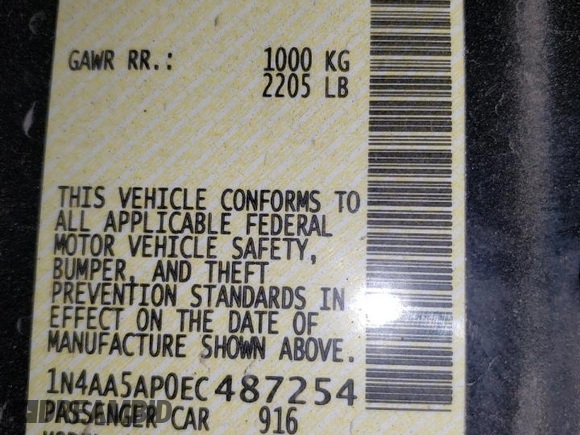 GAWR RR.: 1000 KG
2205 LB
THIS VEHICLE CONFORMS TO
ALL APPLICABLE FEDERAL
MOTOR VEHICLE SAFETY,
BUMPER, AND THEFT
PREVENTION STANDARDS IN
EFFECT ON THE DATE OF
MANUFACTURE SHOWN ABOVE.
1N4AA5AP0EC487254
PASSENGER CAR 916